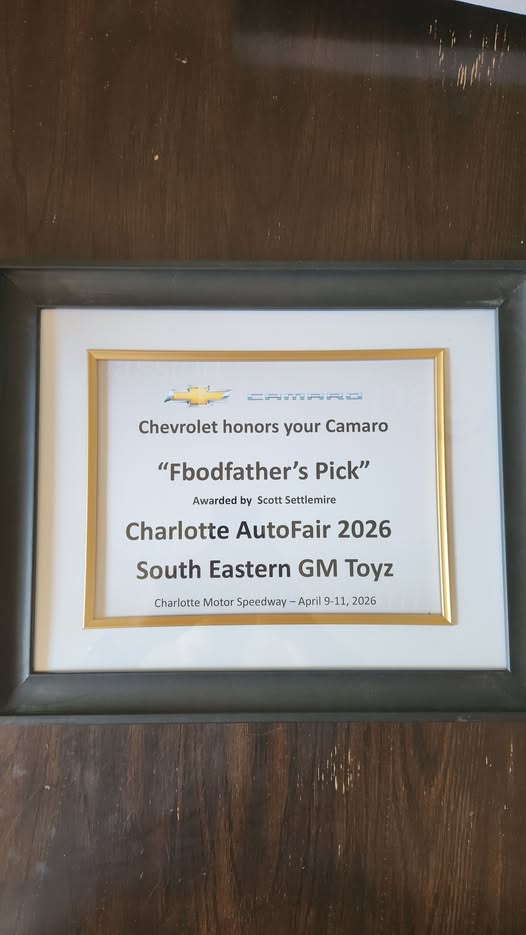 CAMARO
Chevrolet honors your Camaro
“Fbodfather’s Pick”
Awarded by Scott Settlemire
Charlotte AutoFair 2026
South Eastern GM Toyz
Charlotte Motor Speedway – April 9-11, 2026